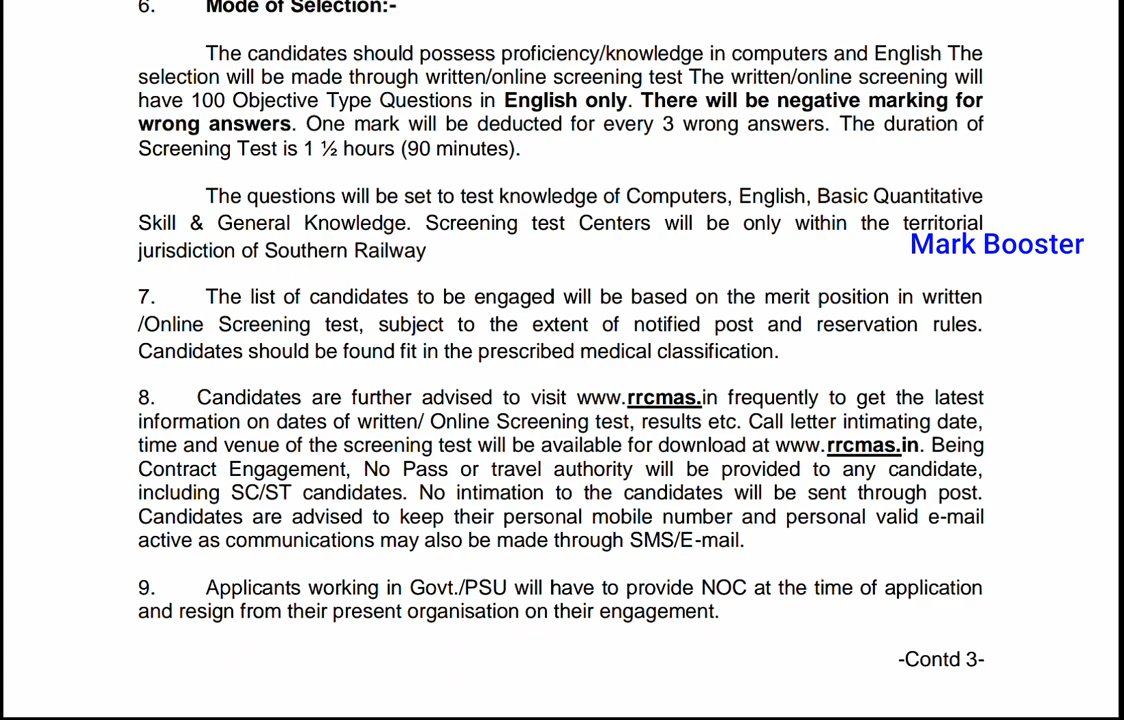 6. Mode of Selection:-
The candidates should possess proficiency/knowledge in computers and English The
selection will be made through written/online screening test The written/online screening will
have 100 Objective Type Questions in English only. There will be negative marking for
wrong answers. One mark will be deducted for every 3 wrong answers. The duration of
Screening Test is 1 ½ hours (90 minutes).
The questions will be set to test knowledge of Computers, English, Basic Quantitative
Skill & General Knowledge. Screening test Centers will be only within the territorial
jurisdiction of Southern Railway
Mark Booster
7. The list of candidates to be engaged will be based on the merit position in written
/Online Screening test, subject to the extent of notified post and reservation rules.
Candidates should be found fit in the prescribed medical classification.
8. Candidates are further advised to visit www.rrcmas.in frequently to get the latest
information on dates of written/ Online Screening test, results etc. Call letter intimating date,
time and venue of the screening test will be available for download at www.rrcmas.in. Being
Contract Engagement, No Pass or travel authority will be provided to any candidate,
including SC/ST candidates. No intimation to the candidates will be sent through post.
Candidates are advised to keep their personal mobile number and personal valid e-mail
active as communications may also be made through SMS/E-mail.
9. Applicants working in Govt./PSU will have to provide NOC at the time of application
and resign from their present organisation on their engagement.
-Contd 3-